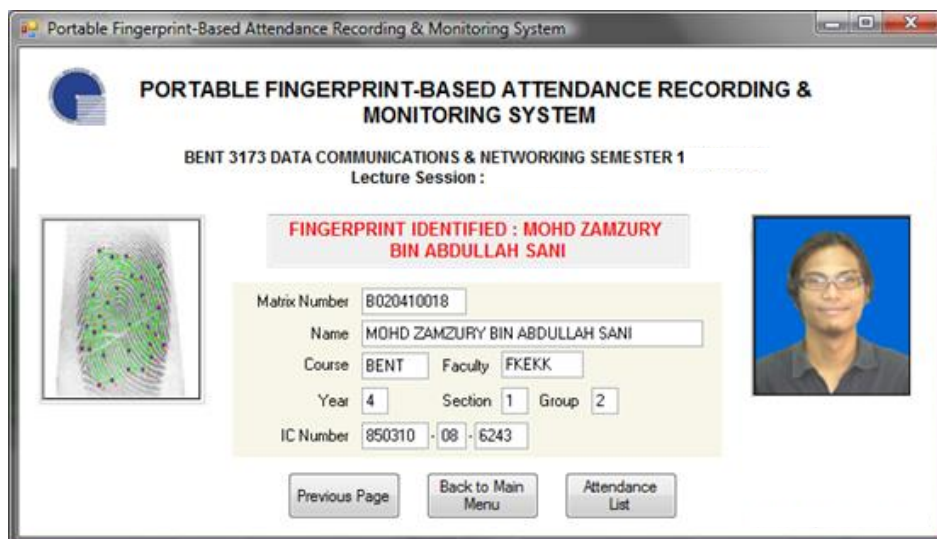 Portable Fingerprint-Based Attendance Recording & Monitoring System
PORTABLE FINGERPRINT-BASED ATTENDANCE RECORDING &
MONITORING SYSTEM
BENT 3173 DATA COMMUNICATIONS & NETWORKING SEMESTER 1
Lecture Session :
FINGERPRINT IDENTIFIED : MOHD ZAMZURY
BIN ABDULLAH SANI
Matrix Number B020410018
Name MOHD ZAMZURY BIN ABDULLAH SANI
Course BENT Faculty FKEKK
Year 4 Section 1 Group 2
IC Number 850310 - 08 - 6243
Previous Page
Back to Main
Menu
Attendance
List